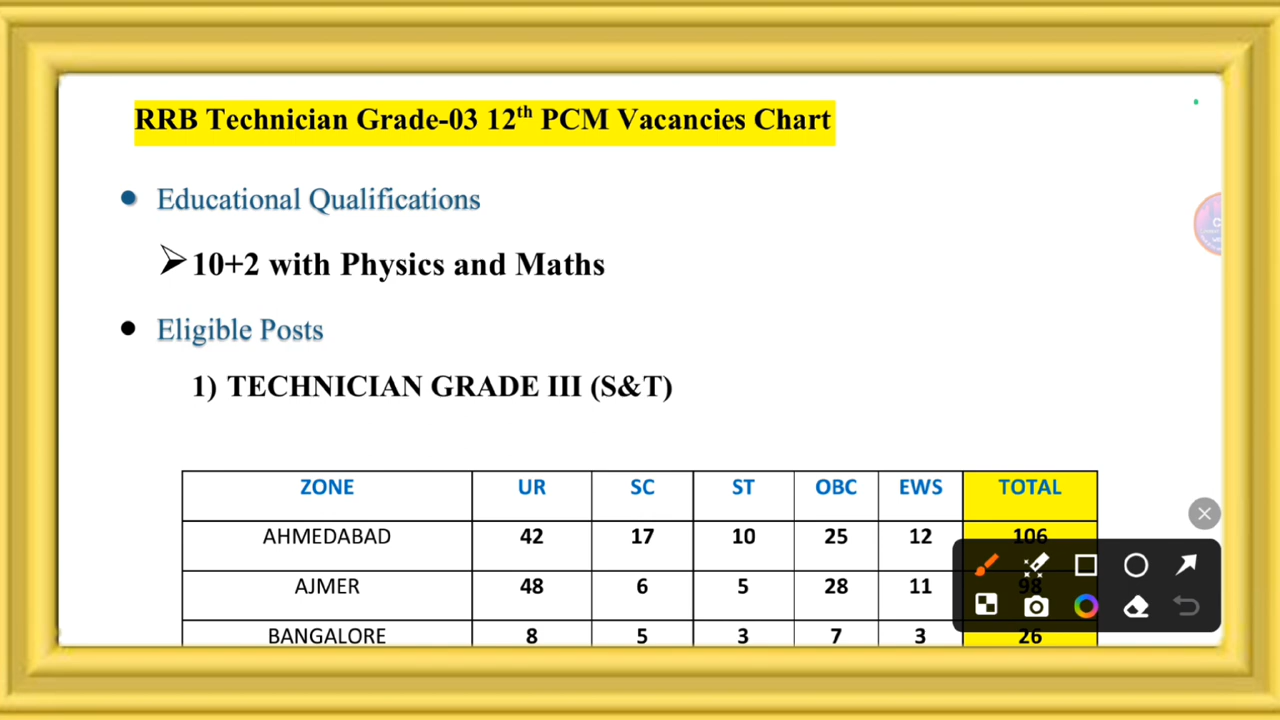 RRB Technician Grade-03 12th PCM Vacancies Chart
Educational Qualifications
10+2 with Physics and Maths
Eligible Posts
1) TECHNICIAN GRADE III (S&T)
ZONE UR SC ST OBC EWS TOTAL
AHMEDABAD 42 17 10 25 12 106
AJMER 48 6 5 28 11 98
BANGALORE 8 5 3 7 3 26